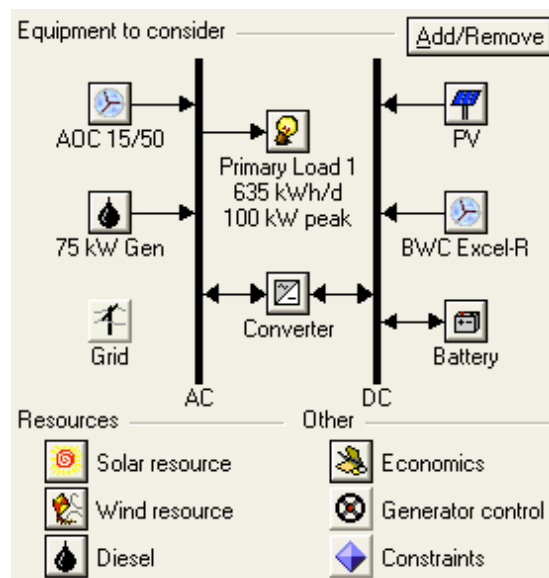 Equipment to consider
Add/Remove
AOC 15/50
Primary Load 1
635 kWh/d
100 kW peak
PV
75 kW Gen
BWC Excel-R
Converter
Grid
Battery
AC
DC
Resources
Other
Solar resource
Economics
Wind resource
Generator control
Diesel
Constraints